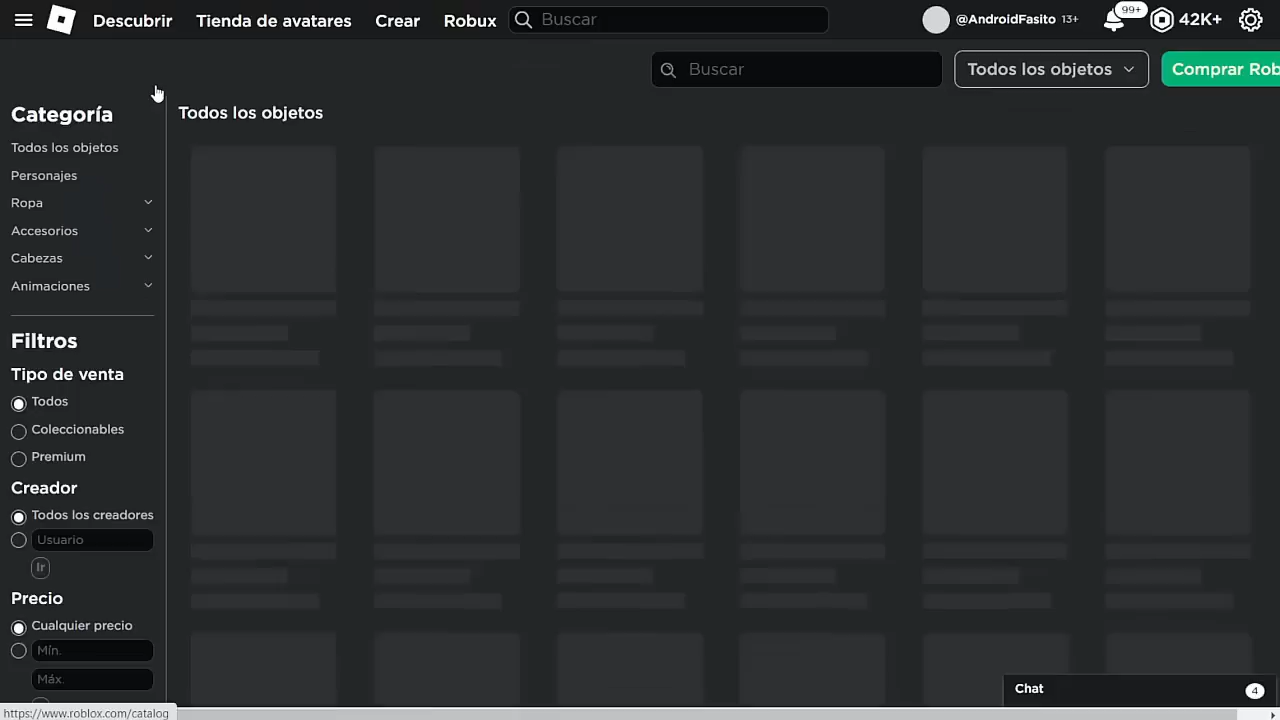 Descubrir Tienda de avatares Crear Robux Buscar @AndroidFasito 13+ 99+ 42K+
Buscar Todos los objetos Comprar Rob
Categoría
Todos los objetos
Todos los objetos
Personajes
Ropa
Accesorios
Cabezas
Animaciones
Filtros
Tipo de venta
Todos
Coleccionables
Premium
Creador
Todos los creadores
Usuario
Ir
Precio
Cualquier precio
Mín.
Máx.
Chat 4
https://www.roblox.com/catalog